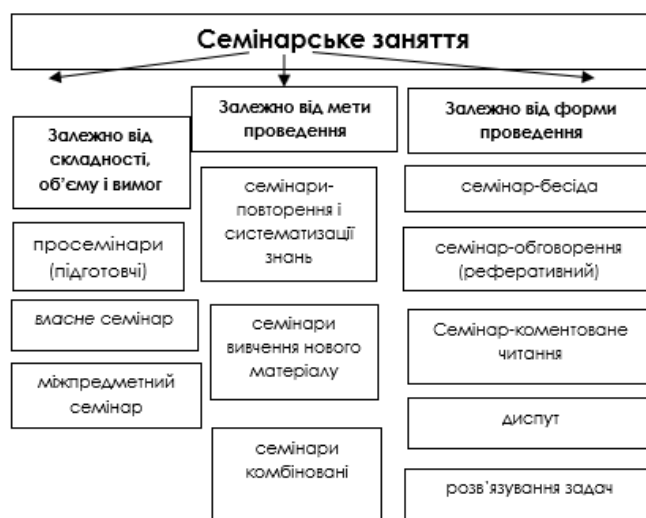 Семінарське заняття
Залежно від
складності,
об’єму і вимог
просемінари
(підготовчі)
власне семінар
міжпредметний
семінар
Залежно від мети
проведення
семінари-
повторення і
систематизації
знань
семінари
вивчення нового
матеріалу
семінари
комбіновані
Залежно від форми
проведення
семінар-бесіда
семінар-обговорення
(реферативний)
Семінар-коментоване
читання
диспут
розв’язування задач